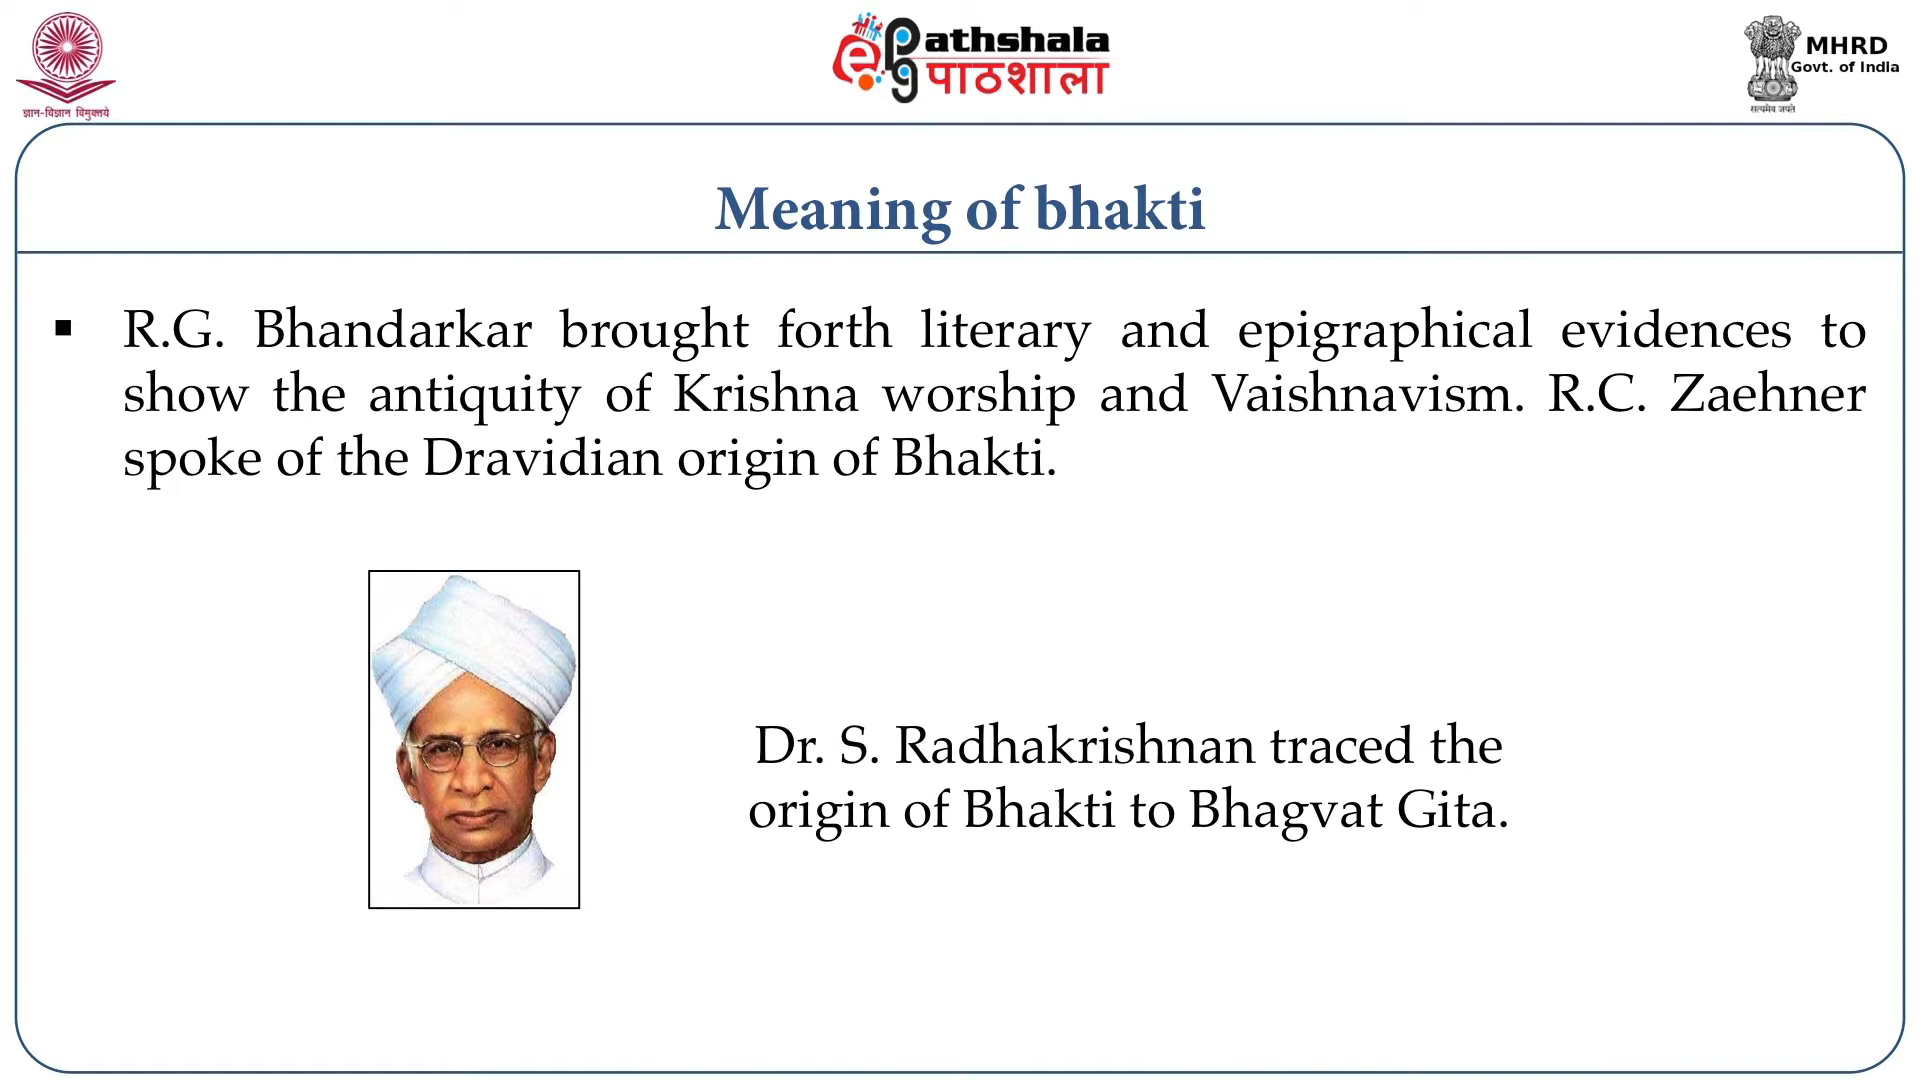 ज्ञान-विज्ञान विमुक्तये
ePathshala
पाठशाला
MHRD
Govt. of India
सत्यमेव जयते
Meaning of bhakti
▪ R.G. Bhandarkar brought forth literary and epigraphical evidences to
show the antiquity of Krishna worship and Vaishnavism. R.C. Zaehner
spoke of the Dravidian origin of Bhakti.
Dr. S. Radhakrishnan traced the
origin of Bhakti to Bhagvat Gita.